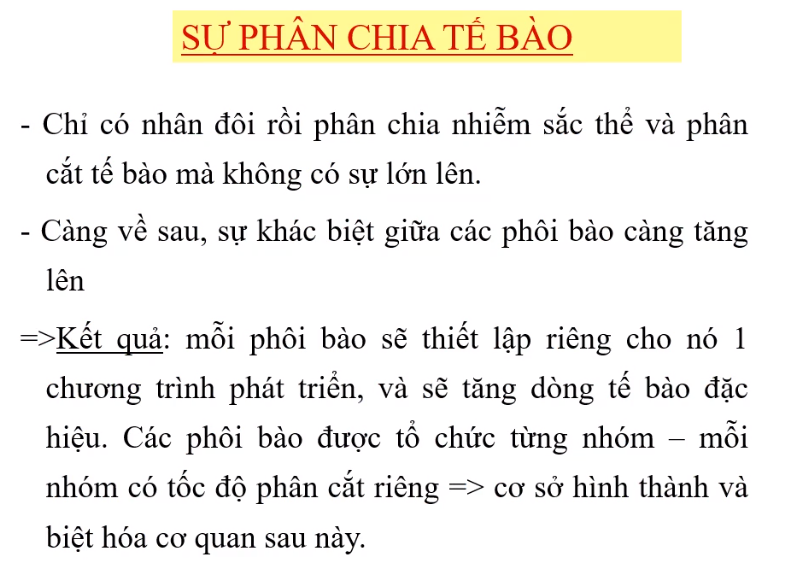 SỰ PHÂN CHIA TẾ BÀO
- Chỉ có nhân đôi rồi phân chia nhiễm sắc thể và phân
cắt tế bào mà không có sự lớn lên.
- Càng về sau, sự khác biệt giữa các phôi bào càng tăng
lên
=>Kết quả: mỗi phôi bào sẽ thiết lập riêng cho nó 1
chương trình phát triển, và sẽ tăng dòng tế bào đặc
hiệu. Các phôi bào được tổ chức từng nhóm – mỗi
nhóm có tốc độ phân cắt riêng => cơ sở hình thành và
biệt hóa cơ quan sau này.